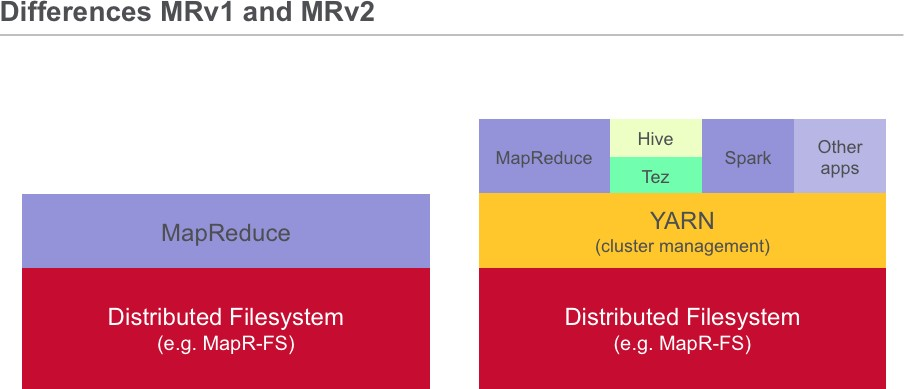 Differences MRv1 and MRv2
MapReduce
Distributed Filesystem
(e.g. MapR-FS)
MapReduce
Hive
Tez
Spark
Other
apps
YARN
(cluster management)
Distributed Filesystem
(e.g. MapR-FS)